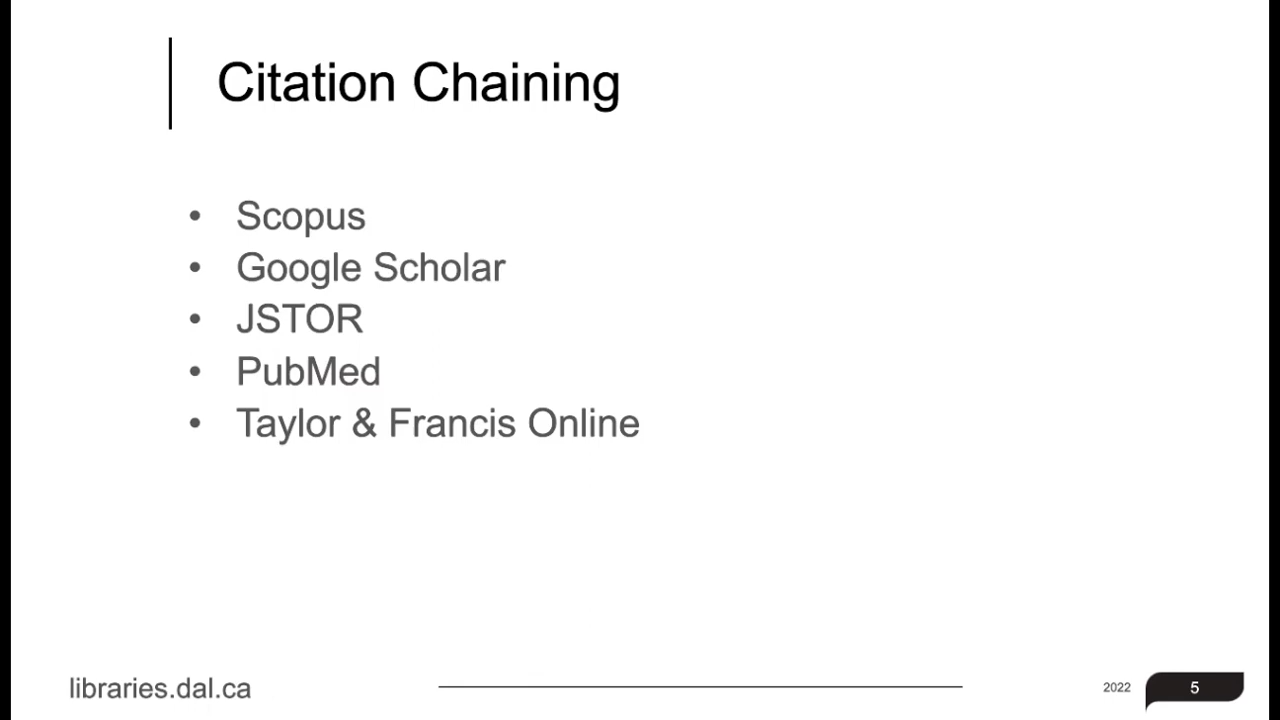 Citation Chaining
• Scopus
• Google Scholar
• JSTOR
• PubMed
• Taylor & Francis Online
libraries.dal.ca
2022
5